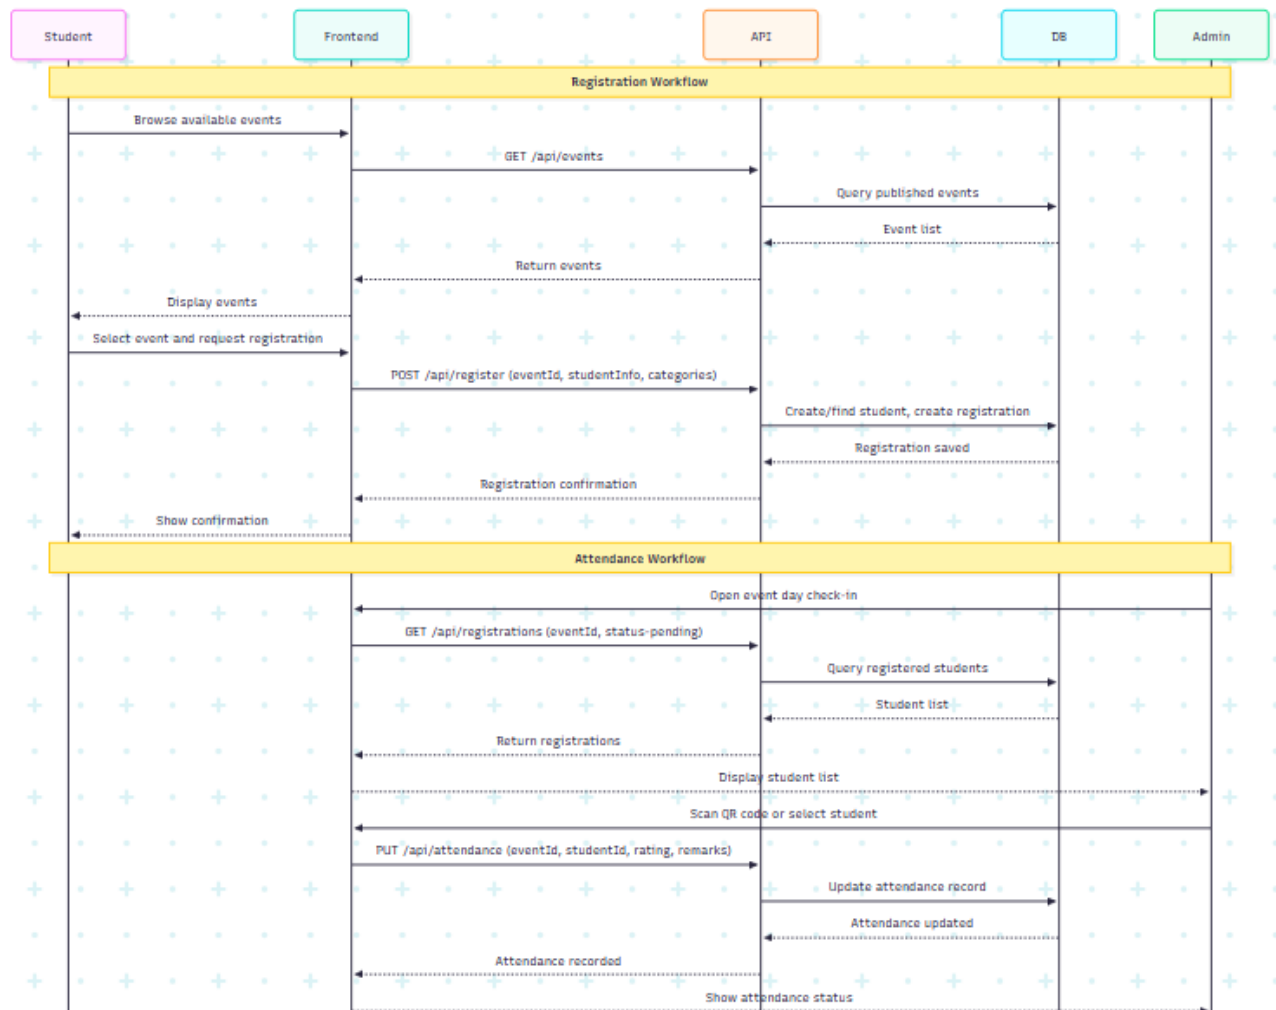 Student
Frontend
API
DB
Admin
Registration Workflow
Browse available events
GET /api/events
Query published events
Event list
Return events
Display events
Select event and request registration
POST /api/register (eventId, studentInfo, categories)
Create/find student, create registration
Registration saved
Registration confirmation
Show confirmation
Attendance Workflow
Open event day check-in
GET /api/registrations (eventId, status-pending)
Query registered students
Student list
Return registrations
Display student list
Scan QR code or select student
PUT /api/attendance (eventId, studentId, rating, remarks)
Update attendance record
Attendance updated
Attendance recorded
Show attendance status